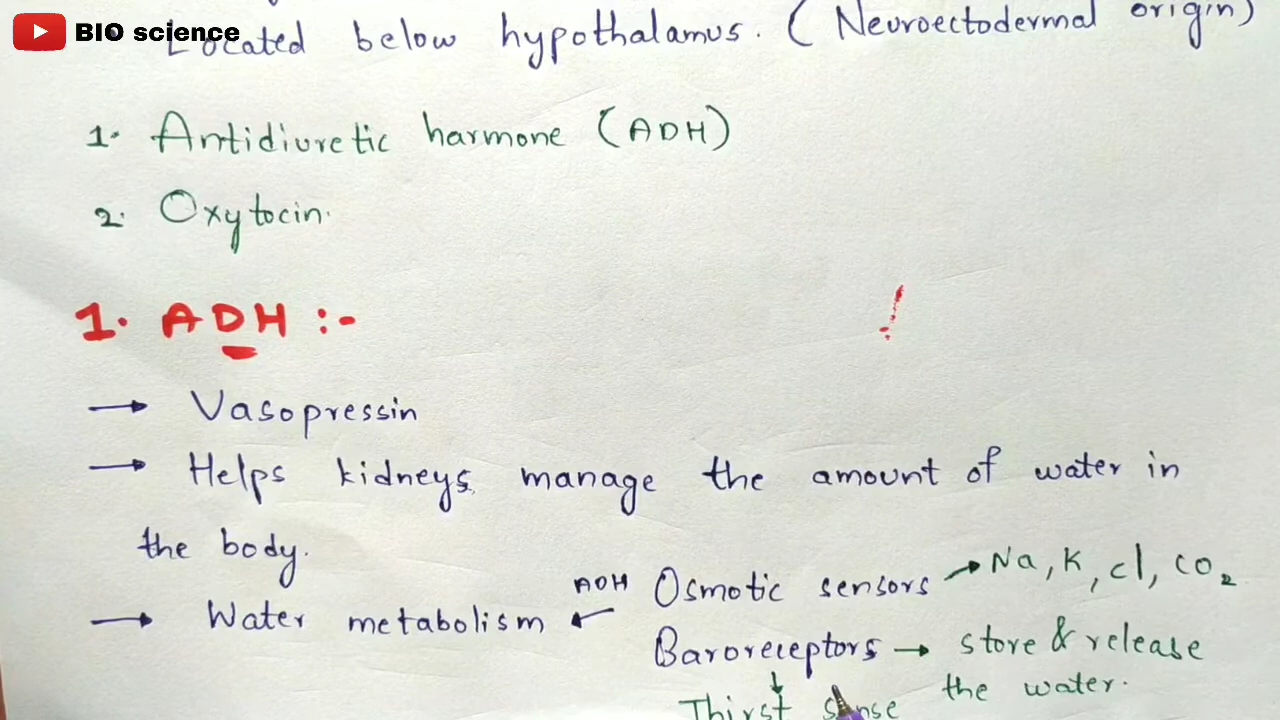 BIO science
Located below hypothalamus. (Neuroectodermal origin)
1. Antidiuretic harmone (ADH)
2. Oxytocin.
1. ADH :-
!
→ Vasopressin
→ Helps kidneys manage the amount of water in
the body.
ADH Osmotic sensors → Na, K, Cl, CO2
→ Water metabolism ←
Baroreceptors → store & release
the water.
↓
Thirst sense